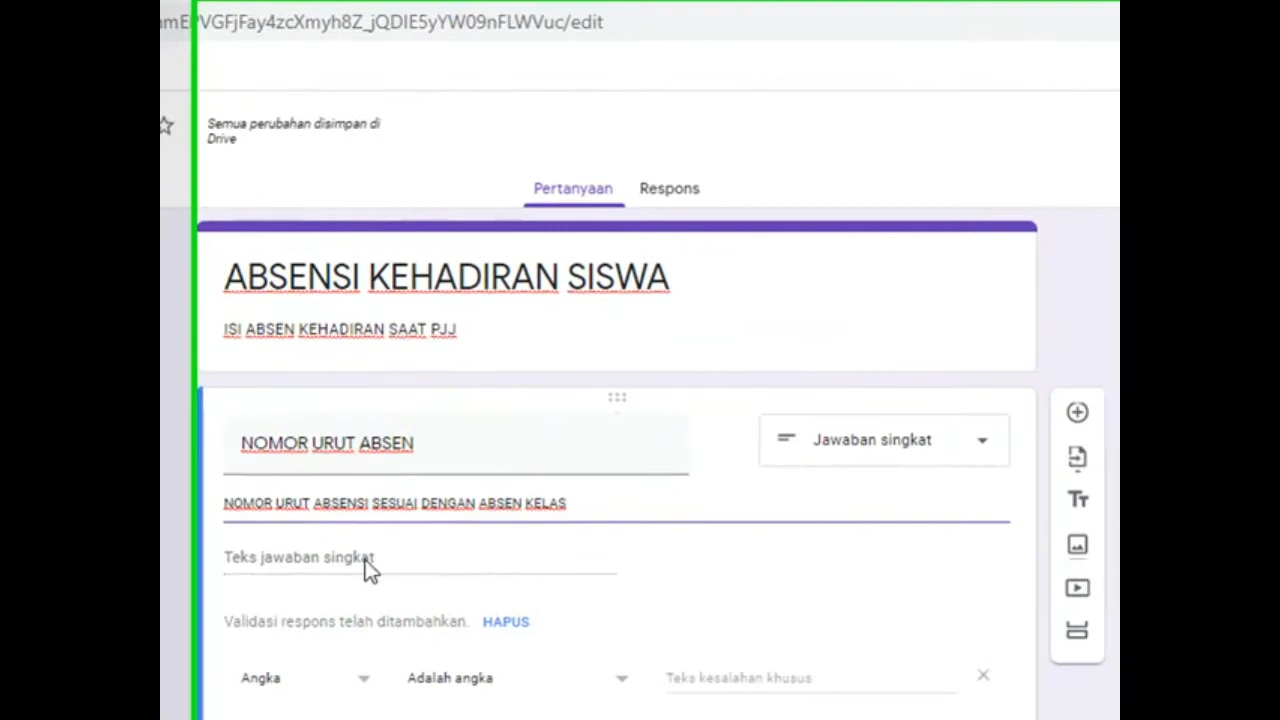 VGFjFay4zcXmyh8Z_jQDIE5yYW09nFLWVuc/edit
Semua perubahan disimpan di
Drive
Pertanyaan Respons
ABSENSI KEHADIRAN SISWA
ISI ABSEN KEHADIRAN SAAT PJJ
NOMOR URUT ABSEN
Jawaban singkat
NOMOR URUT ABSENSI SESUAI DENGAN ABSEN KELAS
Teks jawaban singkat
Validasi respons telah ditambahkan. HAPUS
Angka Adalah angka Teks kesalahan khusus